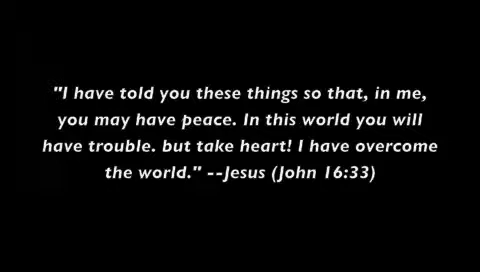 "I have told you these things so that, in me,
you may have peace. In this world you will
have trouble. but take heart! I have overcome
the world." --Jesus (John 16:33)